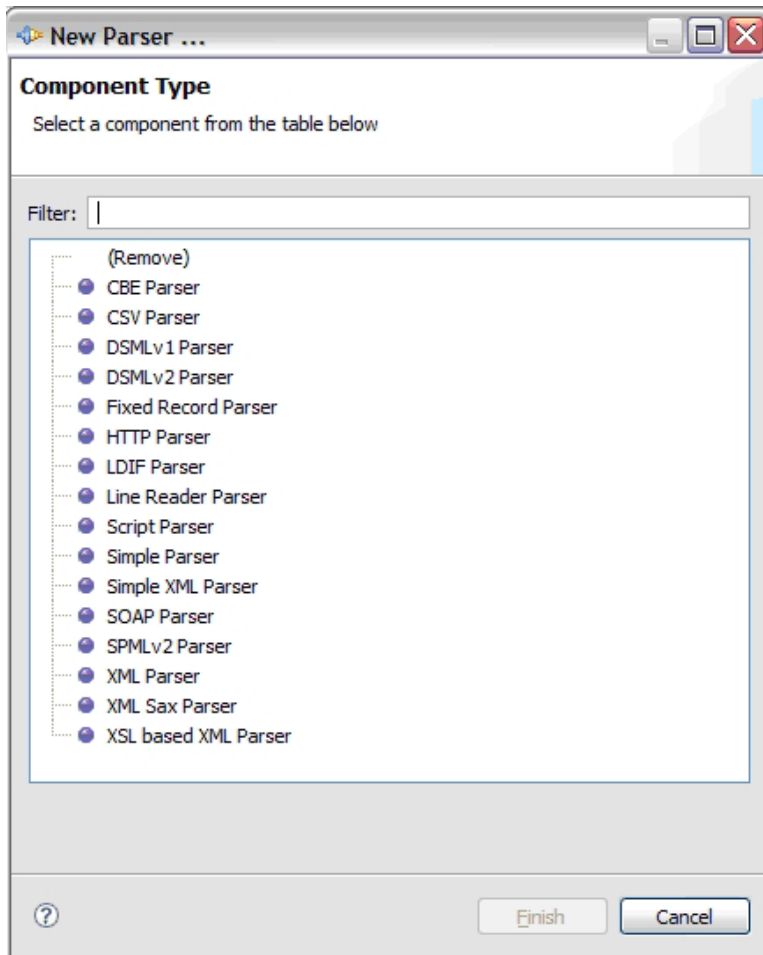 New Parser ...
Component Type
Select a component from the table below
Filter:
(Remove)
CBE Parser
CSV Parser
DSMLv1 Parser
DSMLv2 Parser
Fixed Record Parser
HTTP Parser
LDIF Parser
Line Reader Parser
Script Parser
Simple Parser
Simple XML Parser
SOAP Parser
SPMLv2 Parser
XML Parser
XML Sax Parser
XSL based XML Parser
? Finish Cancel